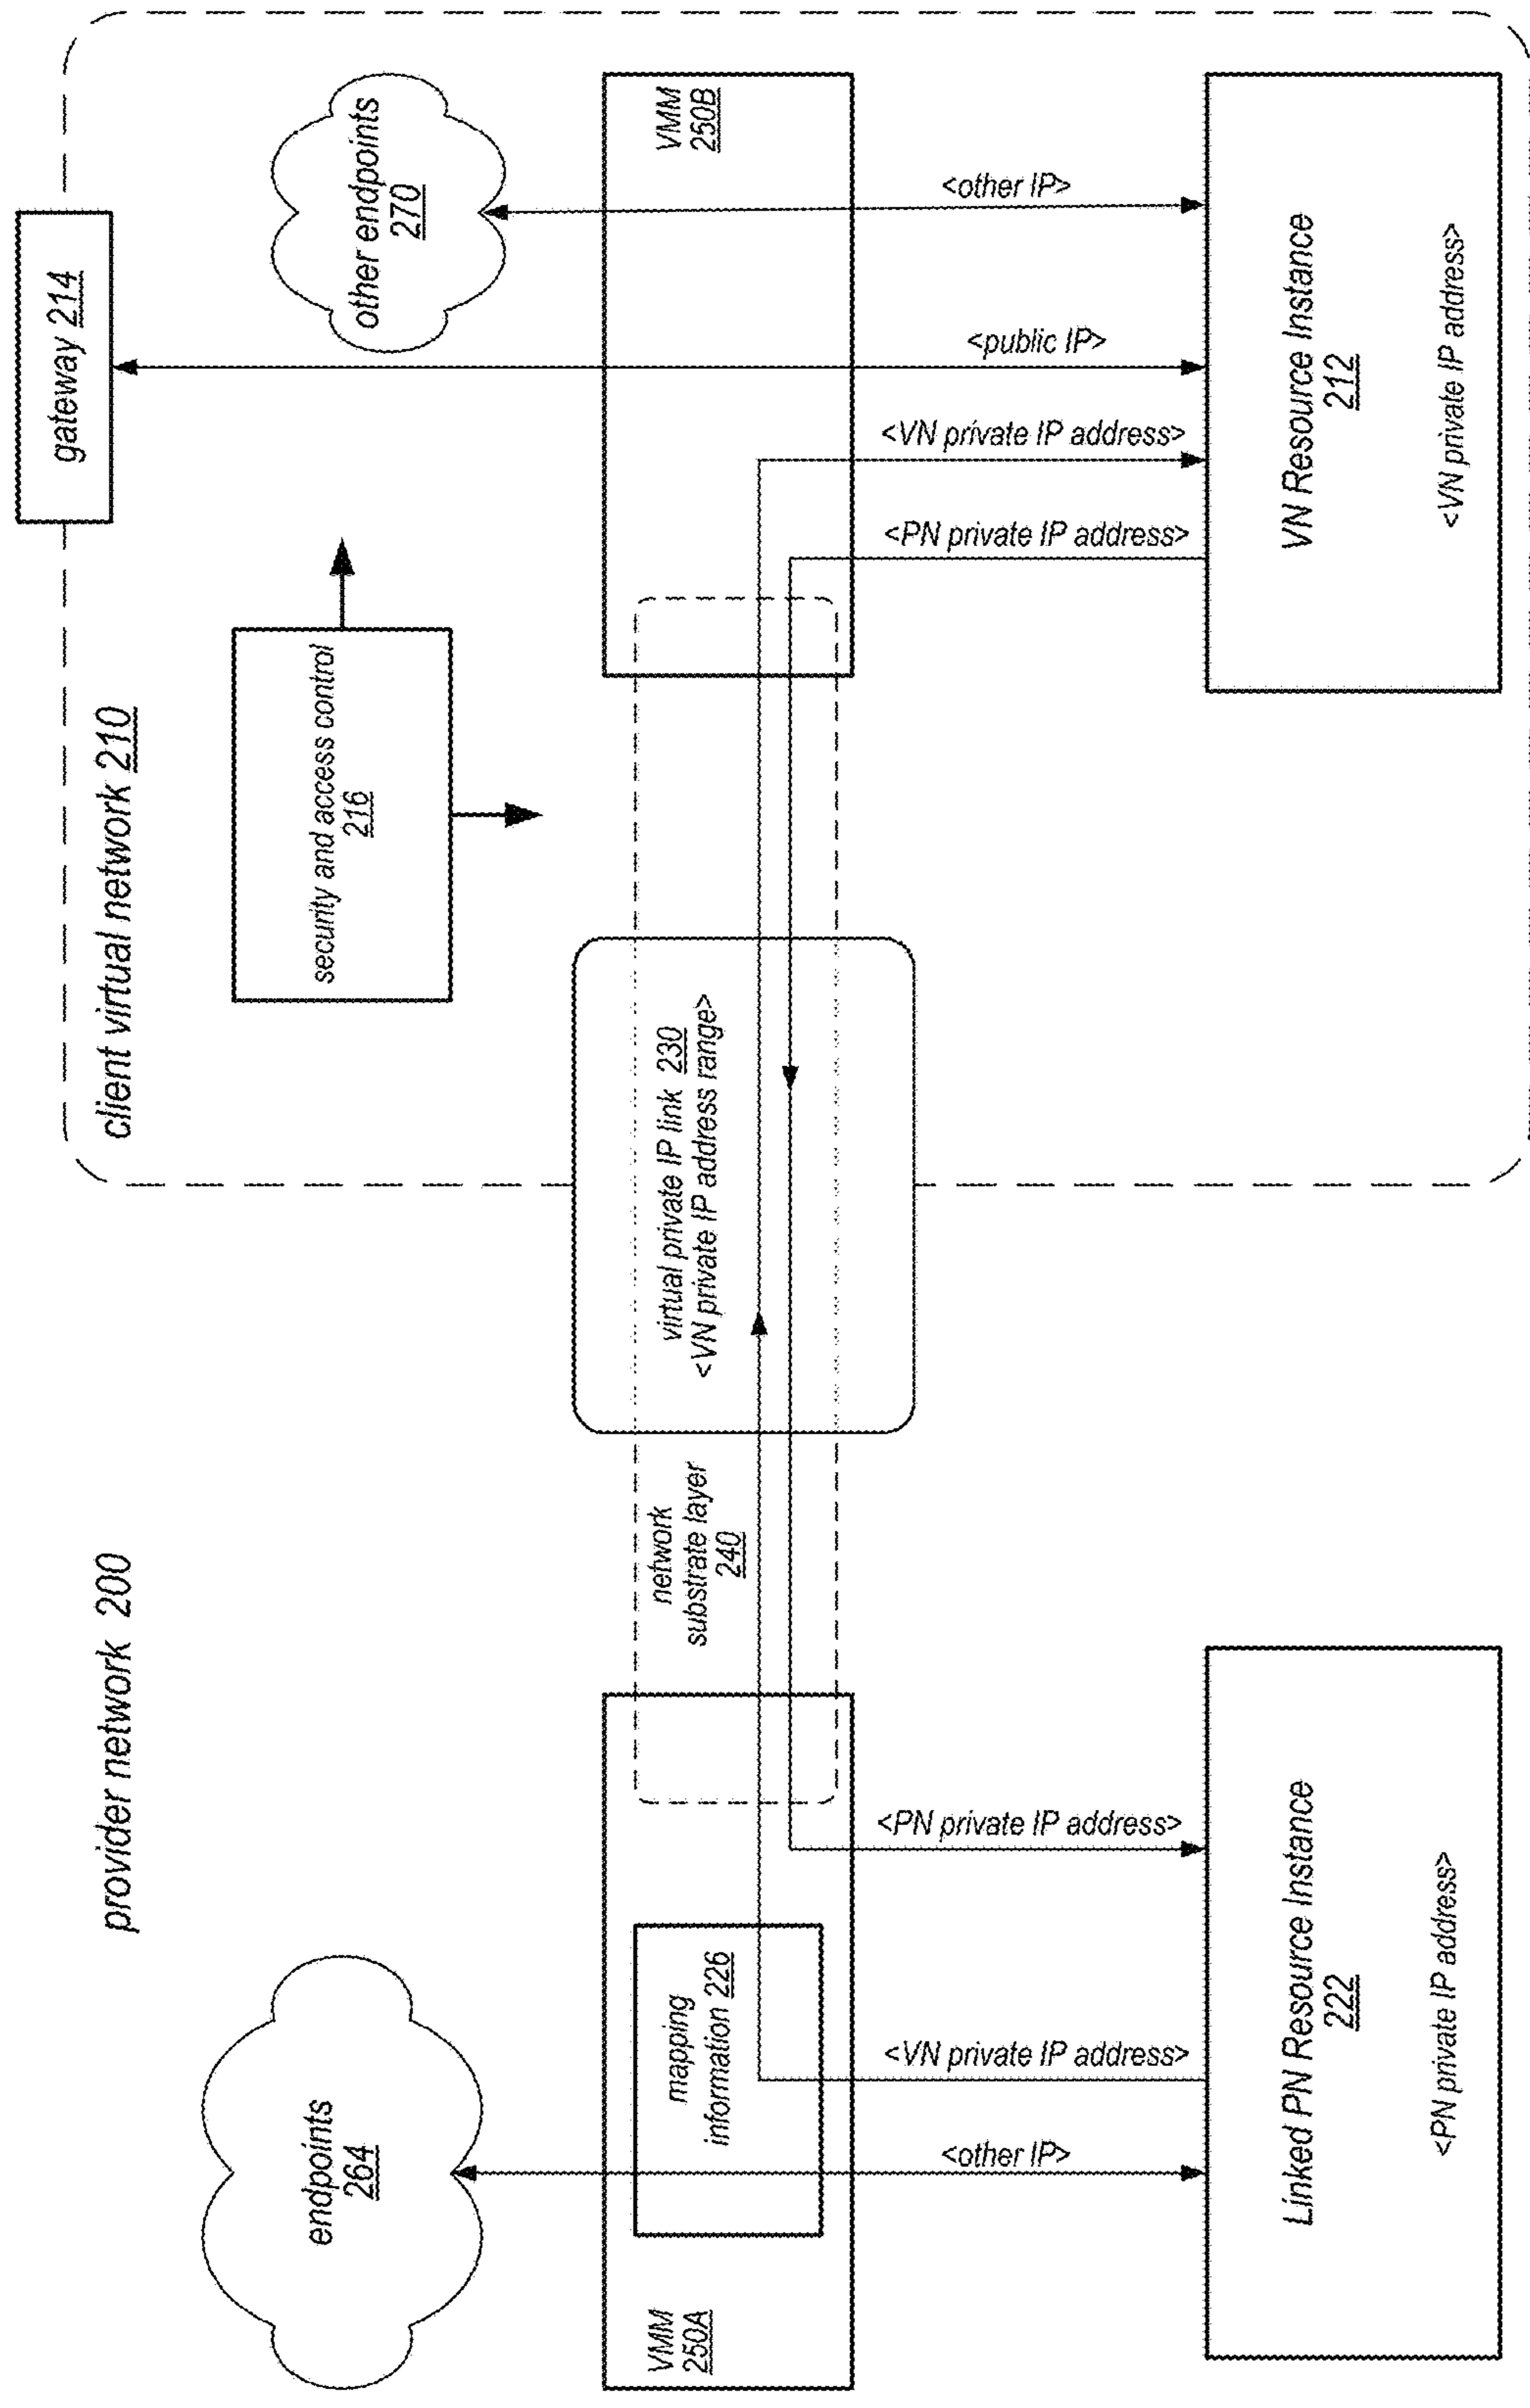 provider network 200
client virtual network 210
gateway 214
endpoints
264
security and access control
216
other endpoints
270
VMM
250A
mapping
information 226
network
substrate layer
240
virtual private IP link 230
<VN private IP address range>
VMM
250B
<other IP>
<VN private IP address>
<PN private IP address>
<PN private IP address>
<VN private IP address>
<public IP>
<other IP>
Linked PN Resource Instance
222
<PN private IP address>
VN Resource Instance
212
<VN private IP address>